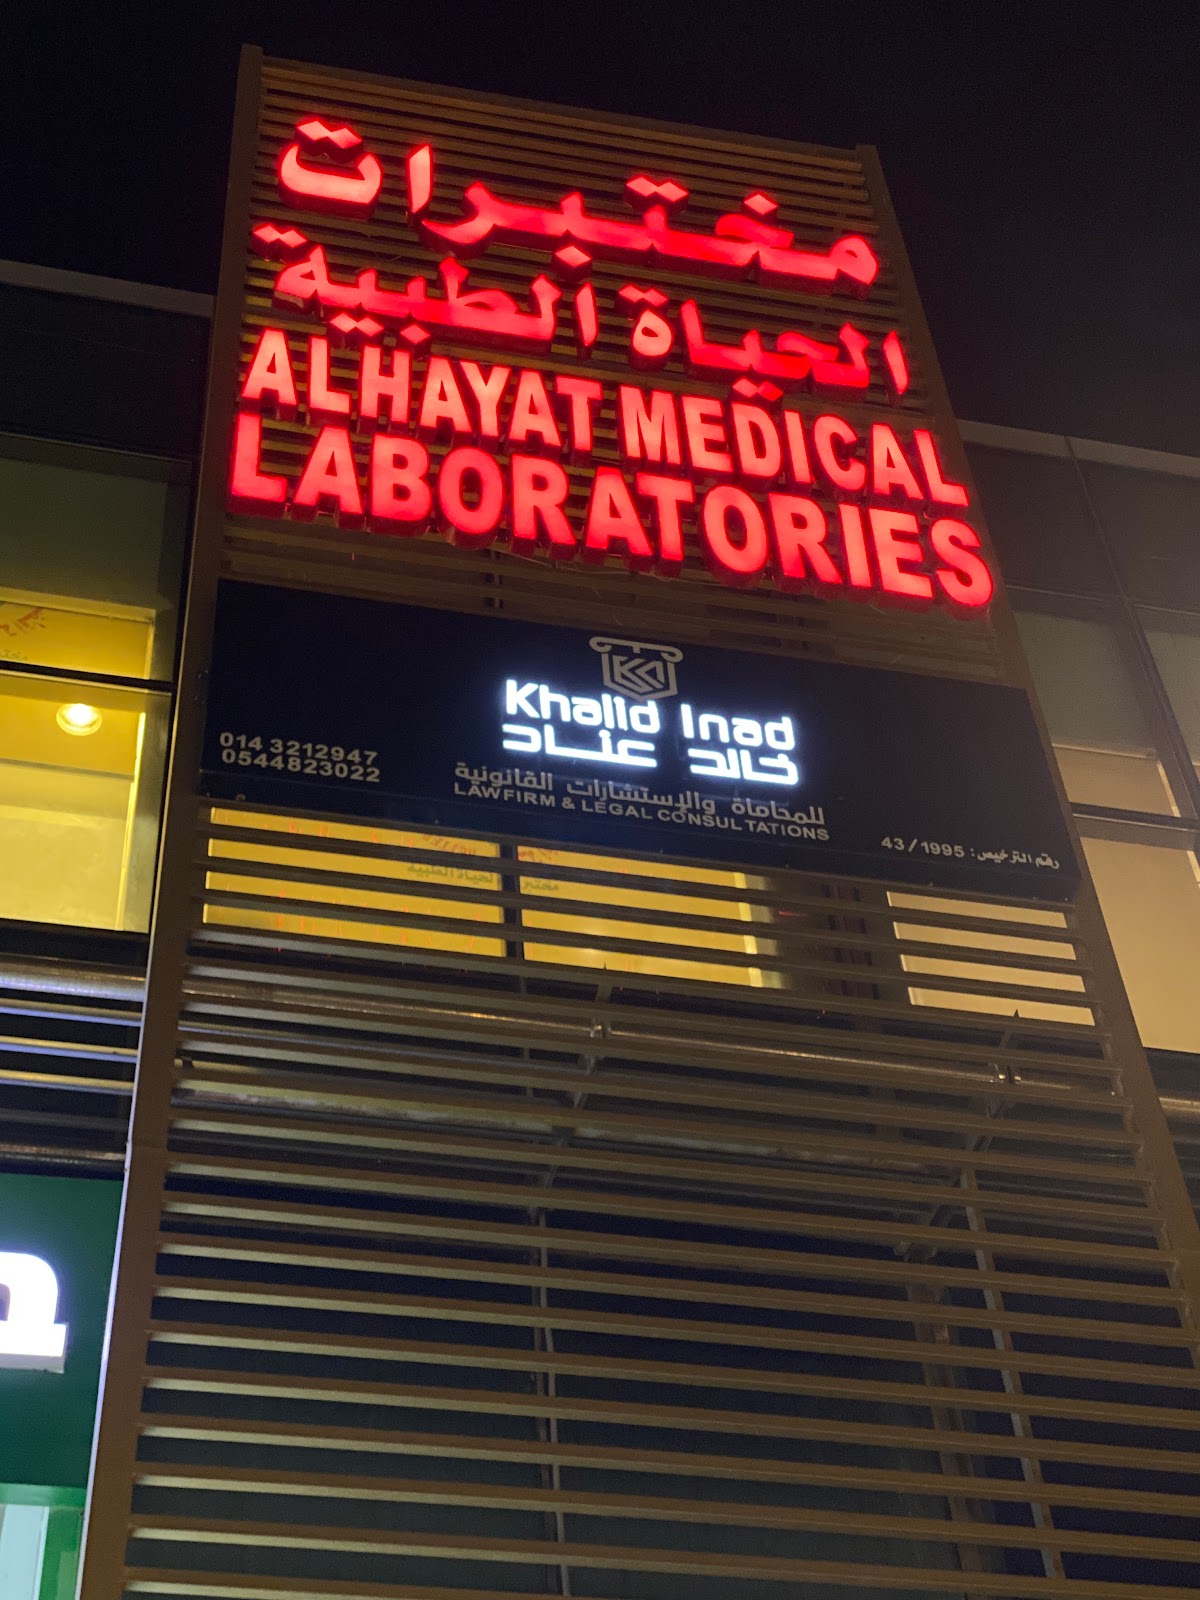 مختبرات
الحياة الطبية
ALHAYAT MEDICAL
LABORATORIES
Khalid Inad
خالد عناد
للمحاماة والإستشارات القانونية
LAWFIRM & LEGAL CONSULTATIONS
014 3212947
0544823022
رقم الترخيص: 43/1995